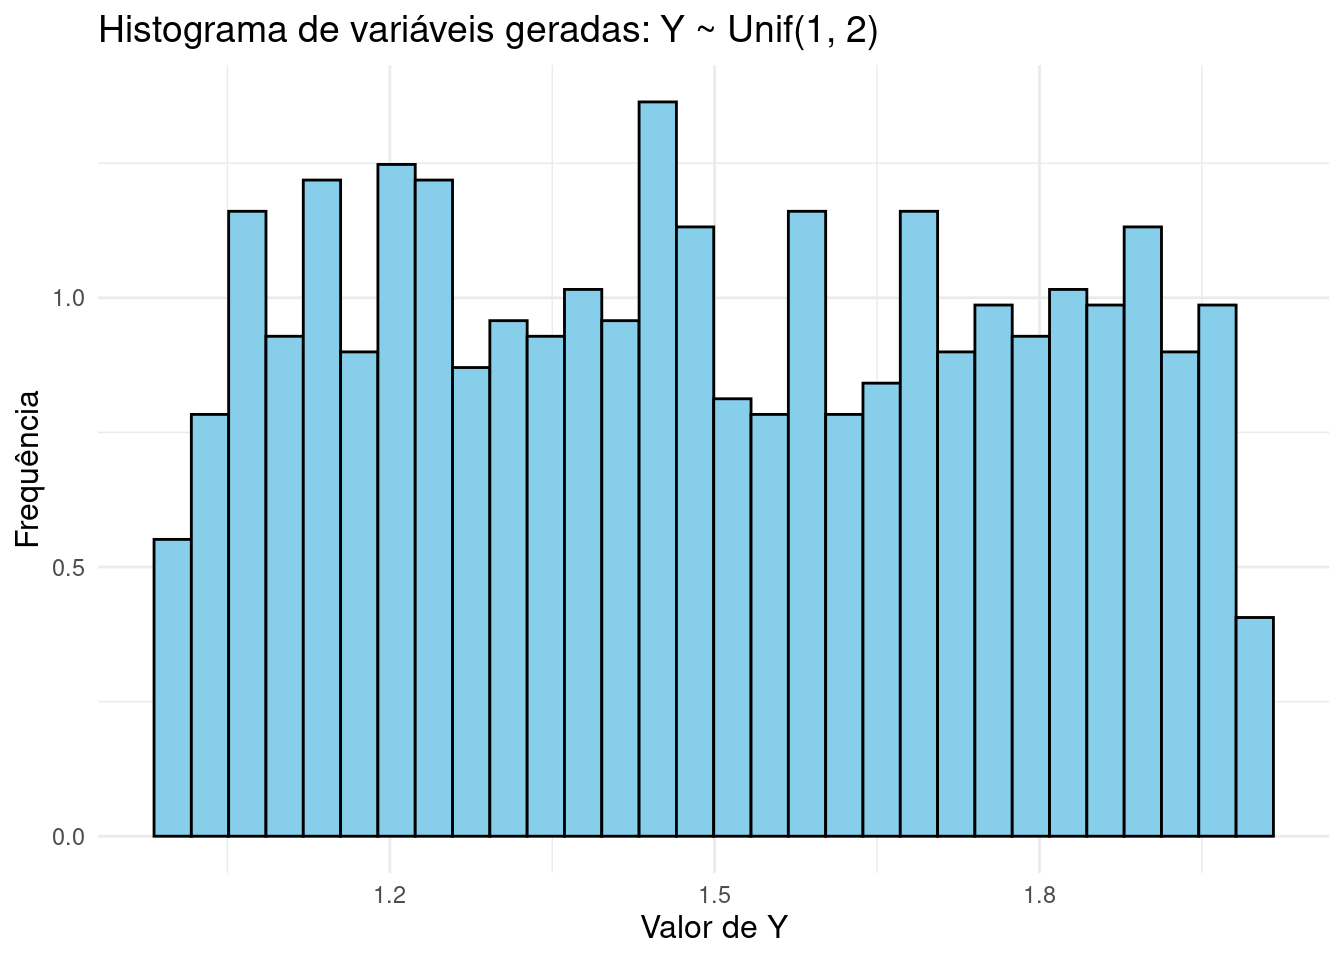 Histograma de variáveis geradas: Y ~ Unif(1, 2)
Frequência
1.0
0.5
0.0
1.2
1.5
1.8
Valor de Y